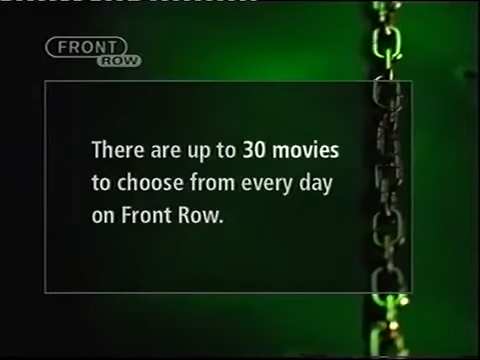 FRONT
ROW
There are up to 30 movies
to choose from every day
on Front Row.